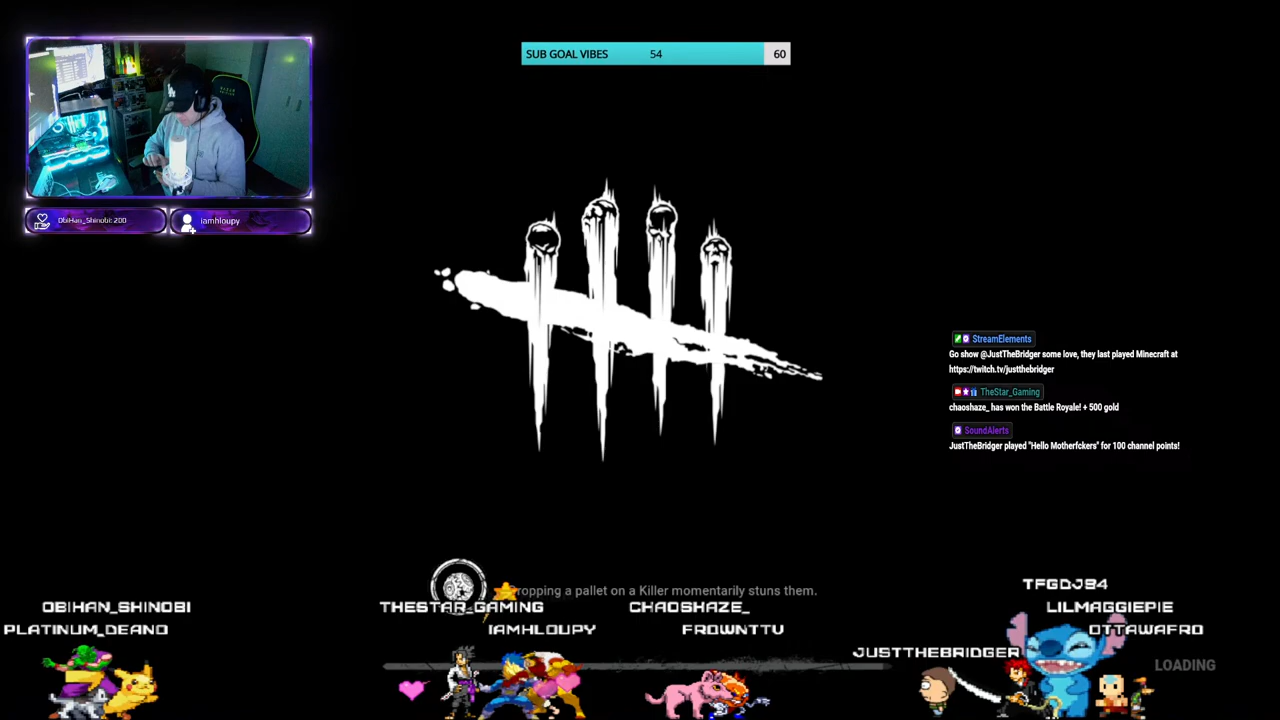 SUB GOAL VIBES 54 60
ObiHan_Shinobi: 200
iamhloupy
StreamElements
Go show @JustTheBridger some love, they last played Minecraft at
https://twitch.tv/justthebridger
TheStar_Gaming
chaoshaze_ has won the Battle Royale! + 500 gold
SoundAlerts
JustTheBridger played "Hello Motherfckers" for 100 channel points!
Dropping a pallet on a Killer momentarily stuns them.
TFGDJ94
OBIHAN_SHINOBI
THESTAR_GAMING
CHAOSHAZE_
LILMAGGIEPIE
PLATINUM_DEANO
IAMHLOUPY
FROWNTTV
OTTAWAFRO
JUSTTHEBRIDGER
LOADING